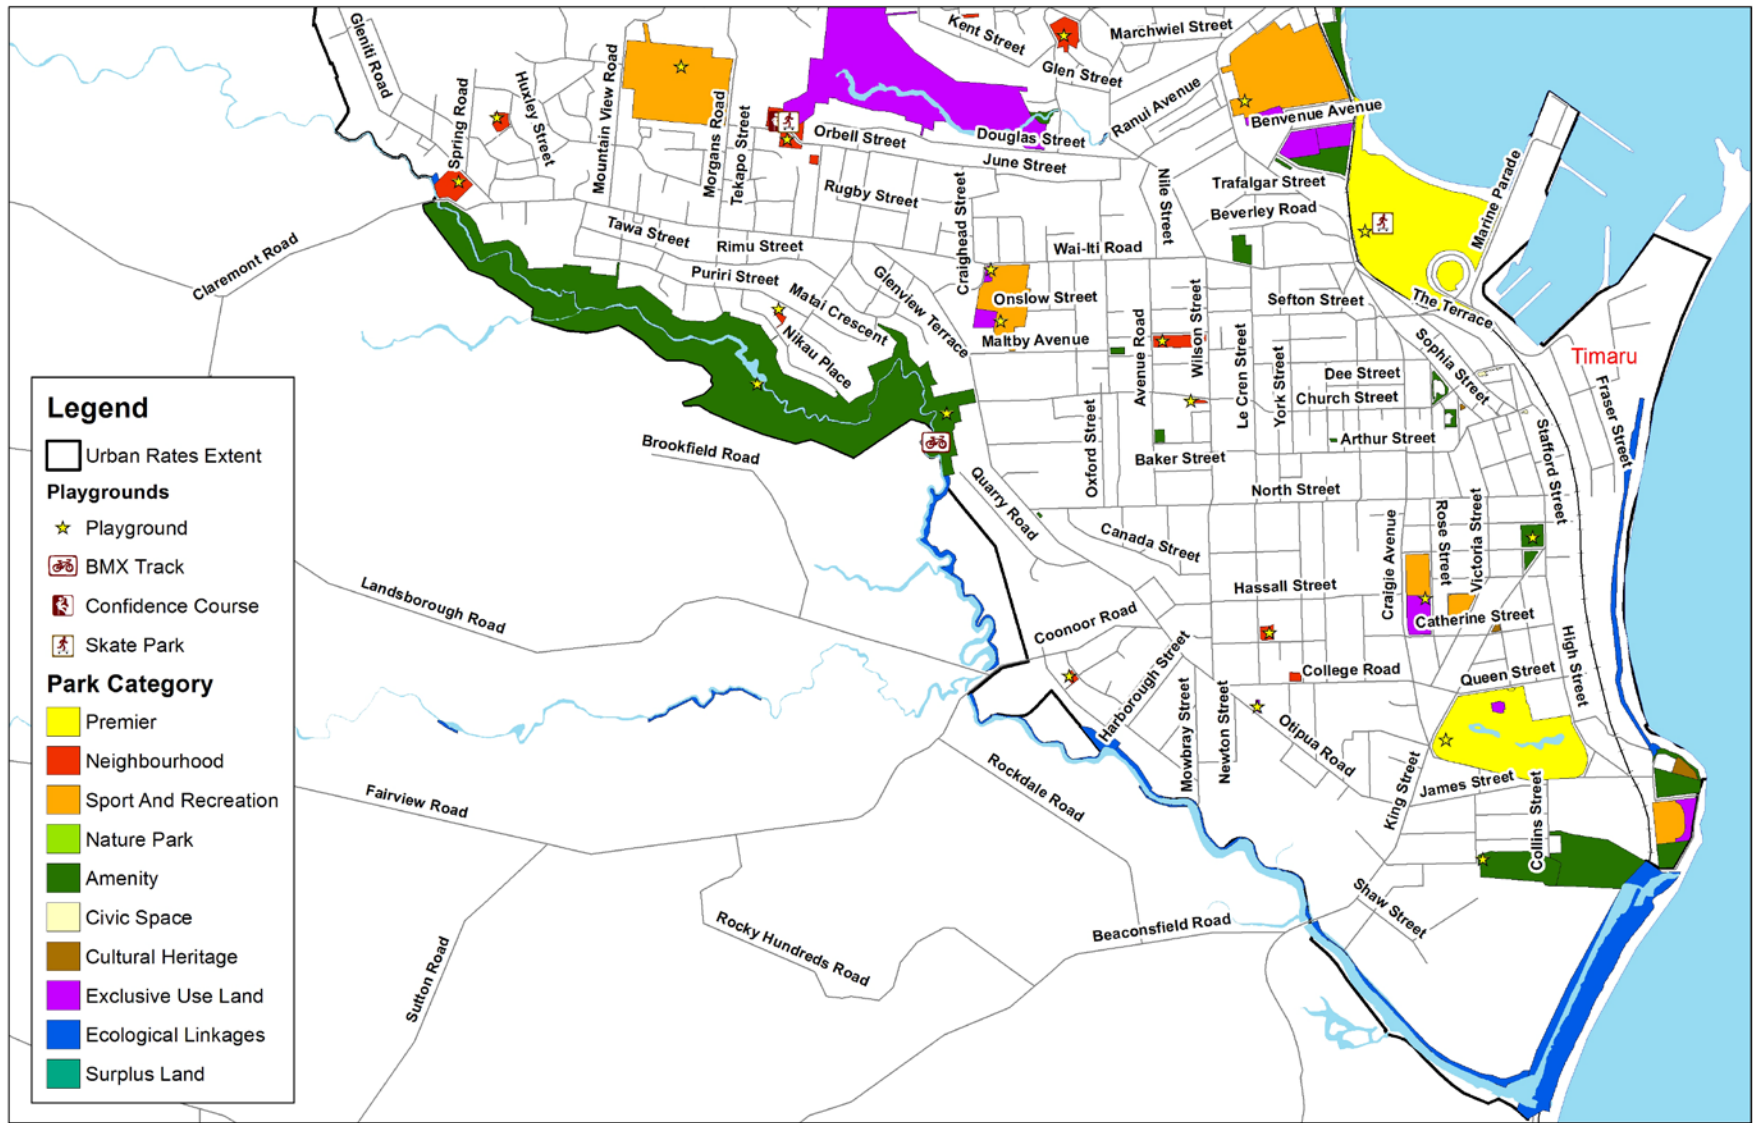 Kent Street
Marchwiel Street
Gleniti Road
Glen Street
Spring Road
Huxley Street
Mountain View Road
Morgans Road
Tekapo Street
Ranui Avenue
Benvenue Avenue
Orbell Street
Douglas Street
June Street
Marine Parade
Rugby Street
Craighead Street
Nile Street
Trafalgar Street
Beverley Road
Tawa Street
Rimu Street
Wai-Iti Road
Claremont Road
Puriri Street
Glenview Terrace
Matai Crescent
Onslow Street
Wilson Street
Sefton Street
The Terrace
Nikau Place
Maltby Avenue
Avenue Road
Le Cren Street
York Street
Sophia Street
Timaru
Dee Street
Church Street
Fraser Street
Oxford Street
Arthur Street
Stafford Street
Brookfield Road
Baker Street
Quarry Road
North Street
Canada Street
Craigie Avenue
Rose Street
Victoria Street
Landsborough Road
Hassall Street
Coonoor Road
Catherine Street
Harborough Street
High Street
College Road
Queen Street
Mowbray Street
Newton Street
Otipua Road
Rockdale Road
King Street
James Street
Fairview Road
Collins Street
Shaw Street
Rocky Hundreds Road
Beaconsfield Road
Sutton Road
Legend
Urban Rates Extent
Playgrounds
Playground
BMX Track
Confidence Course
Skate Park
Park Category
Premier
Neighbourhood
Sport And Recreation
Nature Park
Amenity
Civic Space
Cultural Heritage
Exclusive Use Land
Ecological Linkages
Surplus Land